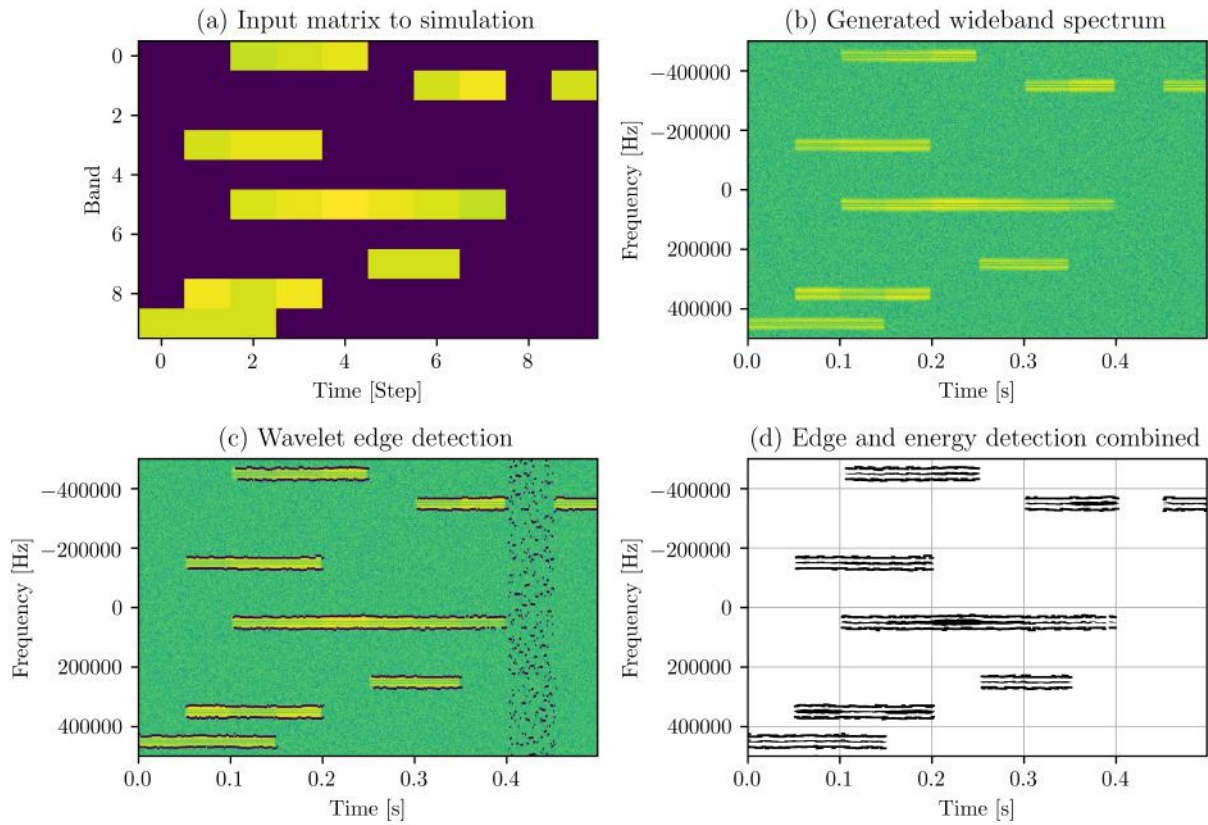 (a) Input matrix to simulation
0
2
4
6
8
Band
0 2 4 6 8
Time [Step]
(b) Generated wideband spectrum
−400000
−200000
0
200000
400000
Frequency [Hz]
0.0 0.1 0.2 0.3 0.4
Time [s]
(c) Wavelet edge detection
−400000
−200000
0
200000
400000
Frequency [Hz]
0.0 0.1 0.2 0.3 0.4
Time [s]
(d) Edge and energy detection combined
−400000
−200000
0
200000
400000
Frequency [Hz]
0.0 0.1 0.2 0.3 0.4
Time [s]